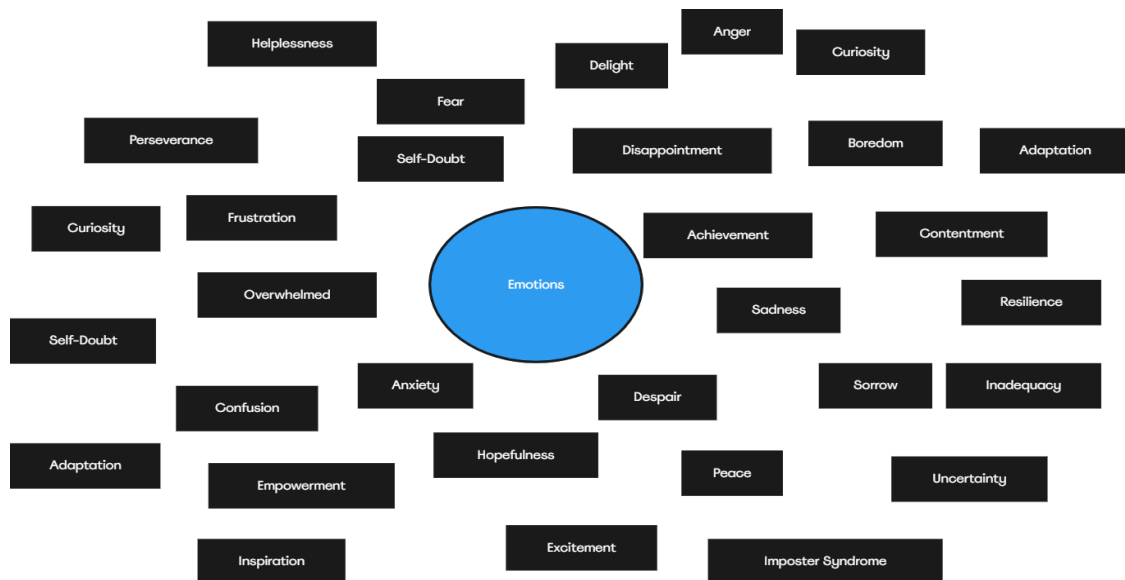 Anger
Helplessness
Curiosity
Delight
Fear
Perseverance
Self-Doubt
Disappointment
Boredom
Adaptation
Frustration
Curiosity
Achievement
Contentment
Emotions
Overwhelmed
Sadness
Resilience
Self-Doubt
Anxiety
Sorrow
Inadequacy
Despair
Confusion
Hopefulness
Adaptation
Peace
Uncertainty
Empowerment
Excitement
Inspiration
Imposter Syndrome